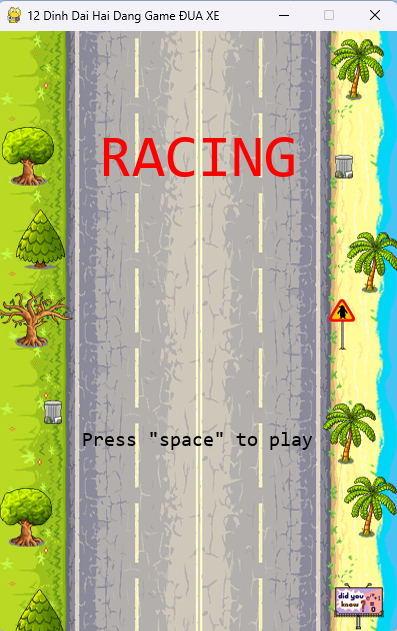 12 Dinh Dai Hai Dang Game ĐUA XE
RACING
Press "space" to play
did you
know ?